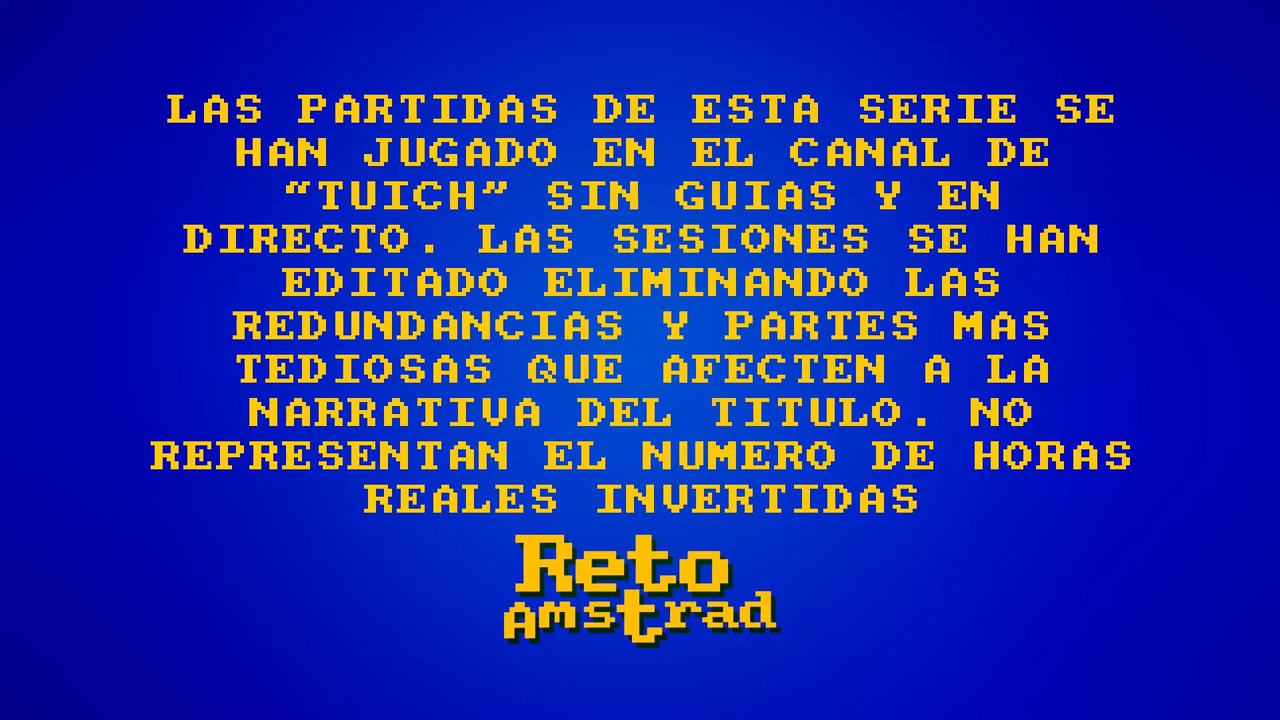 LAS PARTIDAS DE ESTA SERIE SE
HAN JUGADO EN EL CANAL DE
“TUICH” SIN GUIAS Y EN
DIRECTO. LAS SESIONES SE HAN
EDITADO ELIMINANDO LAS
REDUNDANCIAS Y PARTES MAS
TEDIOSAS QUE AFECTEN A LA
NARRATIVA DEL TITULO. NO
REPRESENTAN EL NUMERO DE HORAS
REALES INVERTIDAS
Reto
Amstrad